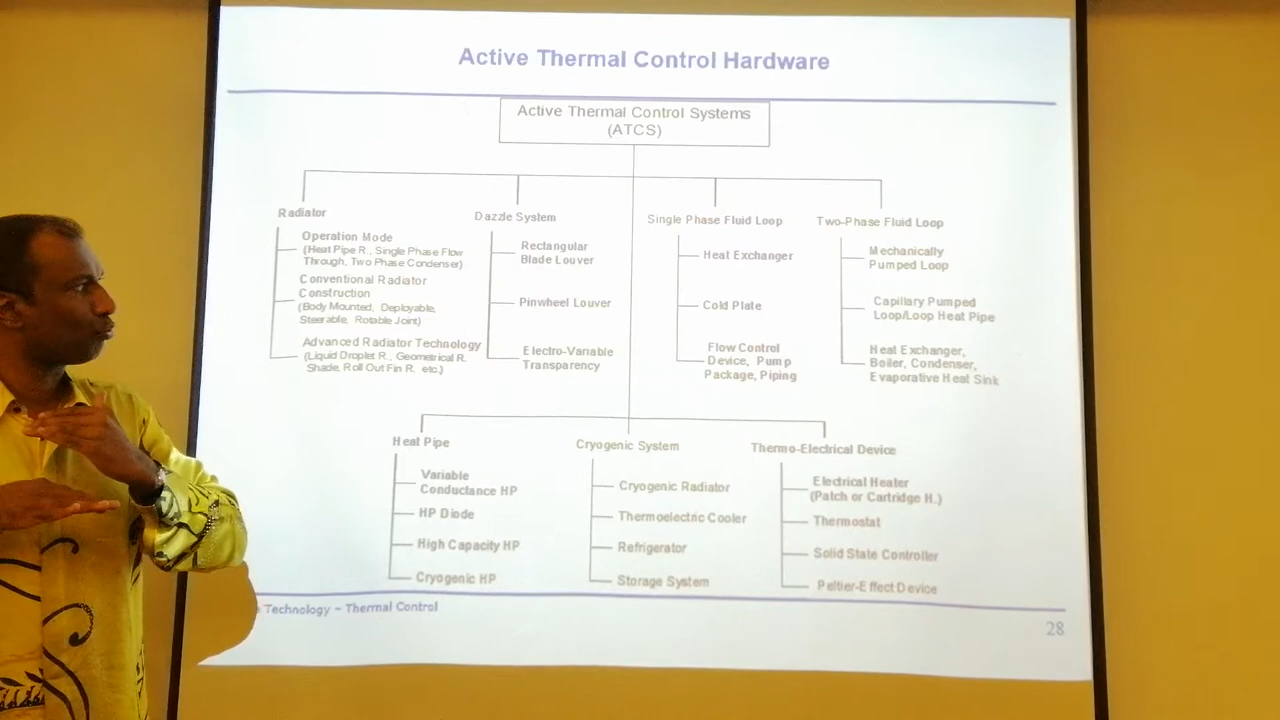 Active Thermal Control Hardware
Active Thermal Control Systems
(ATCS)
Radiator
Operation Mode
(Heat Pipe R., Single Phase Flow
Through, Two Phase Condenser)
Conventional Radiator
Construction
(Body Mounted, Deployable,
Steerable, Rotable Joint)
Advanced Radiator Technology
(Liquid Droplet R., Geometrical R.
Shade, Roll Out Fin R. etc.)
Dazzle System
Rectangular
Blade Louver
Pinwheel Louver
Electro-Variable
Transparency
Single Phase Fluid Loop
Heat Exchanger
Cold Plate
Flow Control
Device, Pump
Package, Piping
Two-Phase Fluid Loop
Mechanically
Pumped Loop
Capillary Pumped
Loop/Loop Heat Pipe
Heat Exchanger,
Boiler, Condenser,
Evaporative Heat Sink
Heat Pipe
Variable
Conductance HP
HP Diode
High Capacity HP
Cryogenic HP
Cryogenic System
Cryogenic Radiator
Thermoelectric Cooler
Refrigerator
Storage System
Thermo-Electrical Device
Electrical Heater
(Patch or Cartridge H.)
Thermostat
Solid State Controller
Peltier-Effect Device
Technology – Thermal Control
28